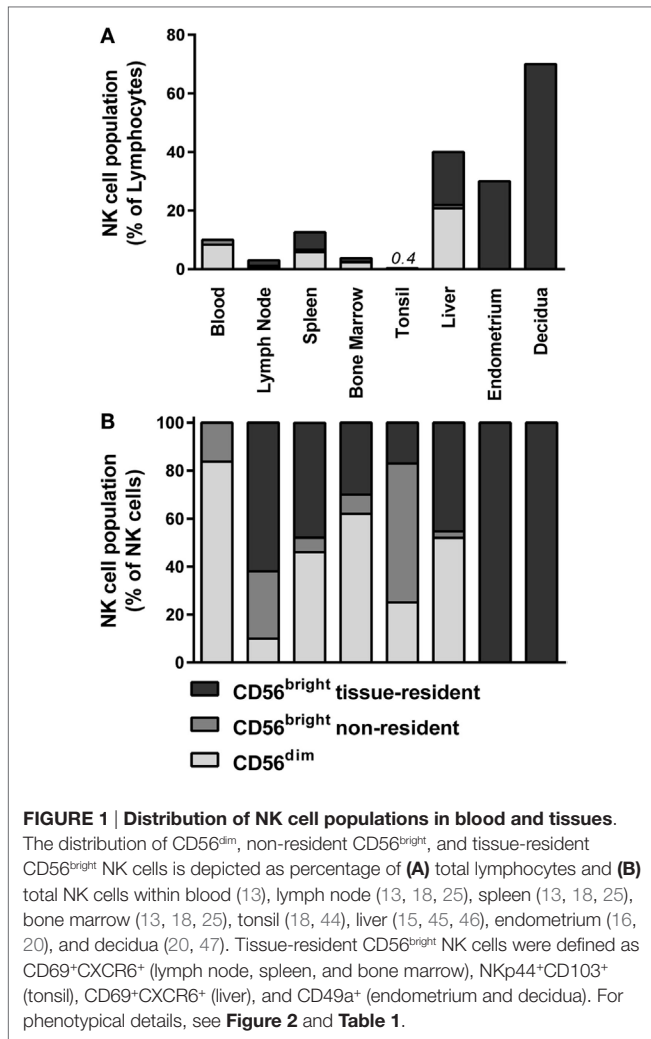 A
NK cell population
(% of Lymphocytes)
80
60
40
20
0
0.4
Blood
Lymph Node
Spleen
Bone Marrow
Tonsil
Liver
Endometrium
Decidua
B
NK cell population
(% of NK cells)
100
80
60
40
20
0
CD56bright tissue-resident
CD56bright non-resident
CD56dim
FIGURE 1 | Distribution of NK cell populations in blood and tissues.
The distribution of CD56dim, non-resident CD56bright, and tissue-resident
CD56bright NK cells is depicted as percentage of (A) total lymphocytes and (B)
total NK cells within blood (13), lymph node (13, 18, 25), spleen (13, 18, 25),
bone marrow (13, 18, 25), tonsil (18, 44), liver (15, 45, 46), endometrium (16,
20), and decidua (20, 47). Tissue-resident CD56bright NK cells were defined as
CD69+CXCR6+ (lymph node, spleen, and bone marrow), NKp44+CD103+
(tonsil), CD69+CXCR6+ (liver), and CD49a+ (endometrium and decidua). For
phenotypical details, see Figure 2 and Table 1.